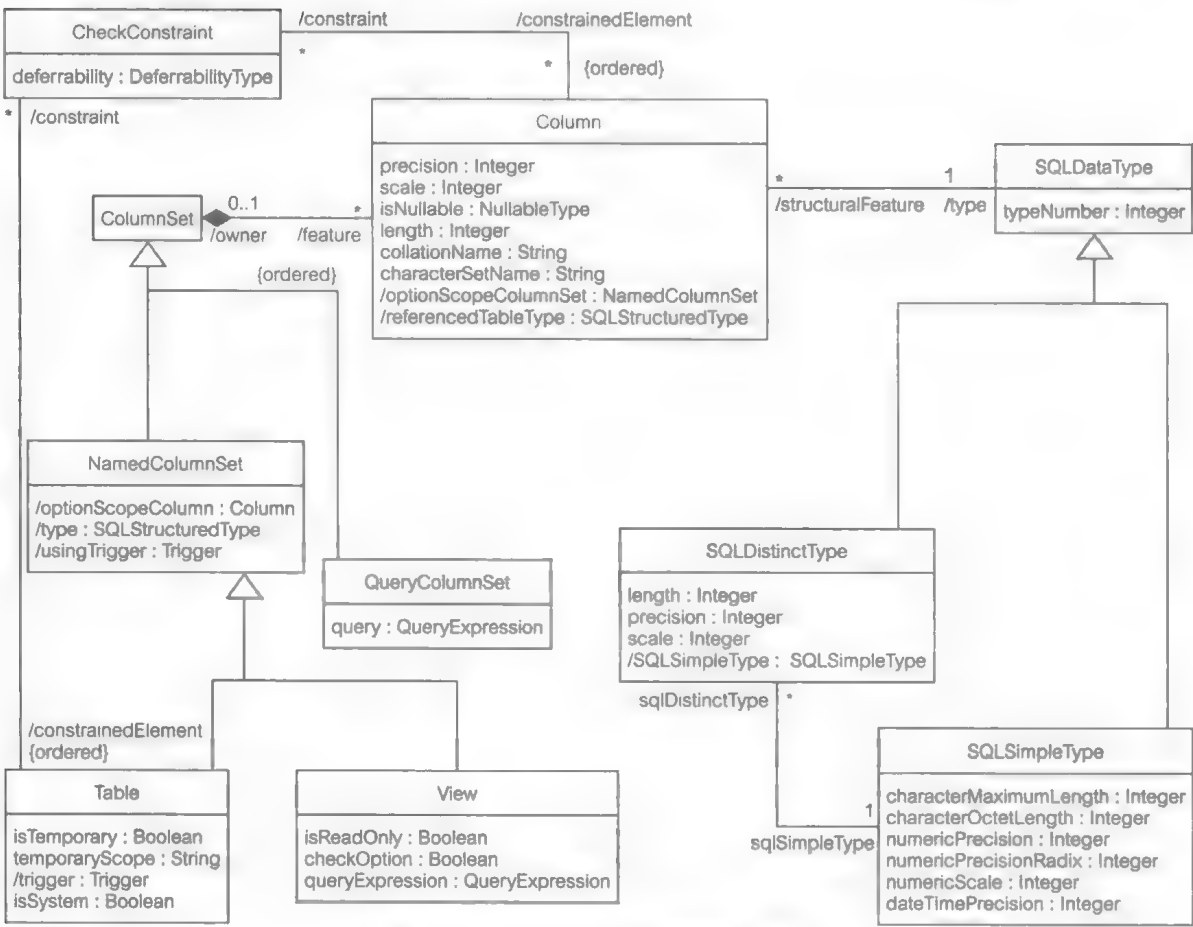 /constraint
/constrainedElement
CheckConstraint
deferrability : DeferrabilityType
*
*
{ordered}
* /constraint
Column
precision : Integer
scale : Integer
isNullable : NullableType
length : Integer
collationName : String
characterSetName : String
/optionScopeColumnSet : NamedColumnSet
/referencedTableType : SQLStructuredType
SQLDataType
typeNumber : Integer
*
1
/structuralFeature
/type
ColumnSet
0..1
*
/owner
/feature
{ordered}
NamedColumnSet
/optionScopeColumn : Column
/type : SQLStructuredType
/usingTrigger : Trigger
QueryColumnSet
query : QueryExpression
SQLDistinctType
length : Integer
precision : Integer
scale : Integer
/SQLSimpleType : SQLSimpleType
sqlDistinctType
*
/constrainedElement
{ordered}
Table
isTemporary : Boolean
temporaryScope : String
/trigger : Trigger
isSystem : Boolean
View
isReadOnly : Boolean
checkOption : Boolean
queryExpression : QueryExpression
1
sqlSimpleType
SQLSimpleType
characterMaximumLength : Integer
characterOctetLength : Integer
numericPrecision : Integer
numericPrecisionRadix : Integer
numericScale : Integer
dateTimePrecision : Integer